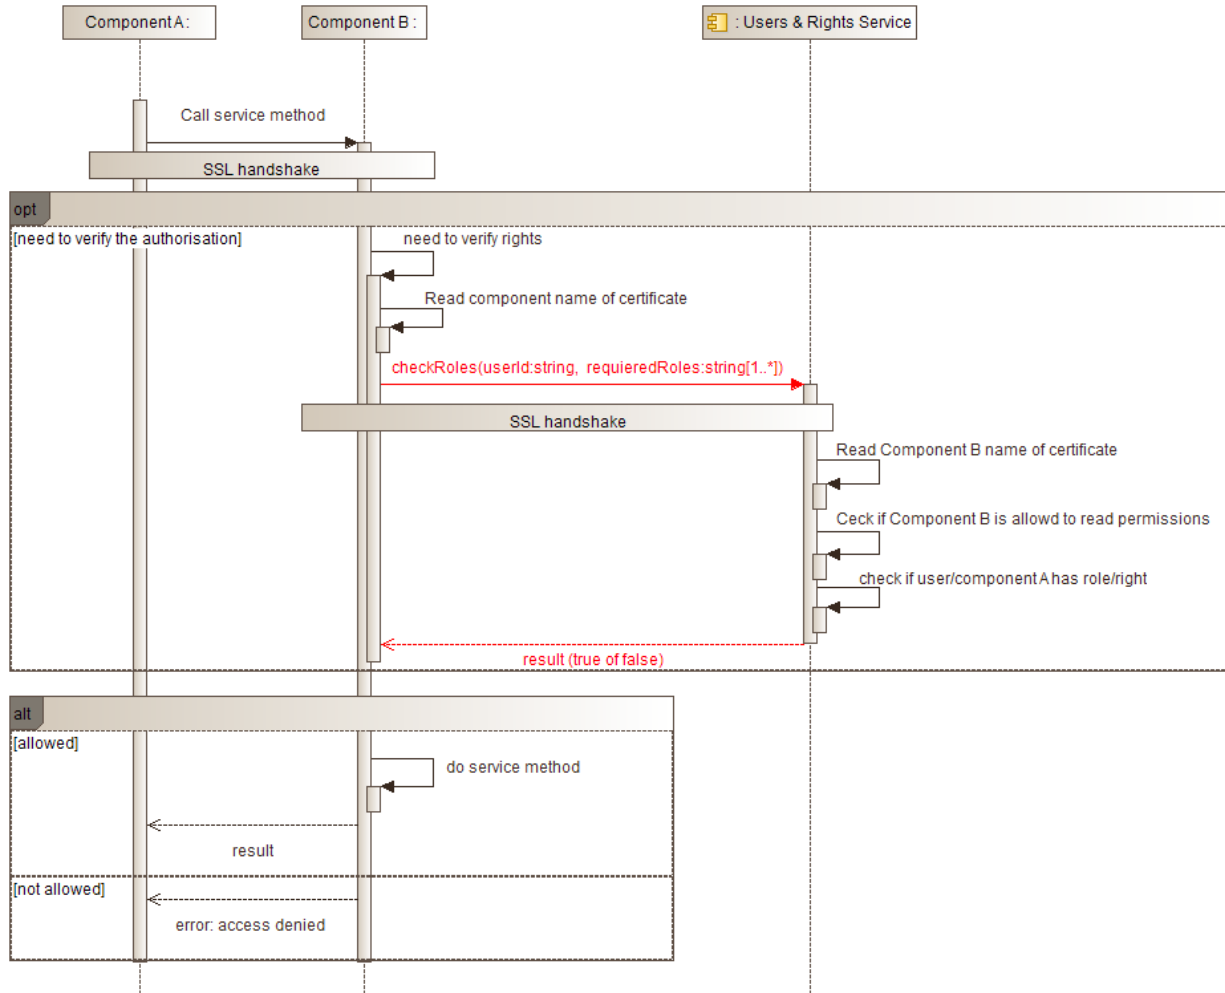 Component A :
Component B :
: Users & Rights Service
Call service method
SSL handshake
opt
[need to verify the authorisation]
need to verify rights
Read component name of certificate
checkRoles(userId:string, requieredRoles:string[1..*])
SSL handshake
Read Component B name of certificate
Ceck if Component B is allowd to read permissions
check if user/component A has role/right
result (true of false)
alt
[allowed]
do service method
result
[not allowed]
error: access denied